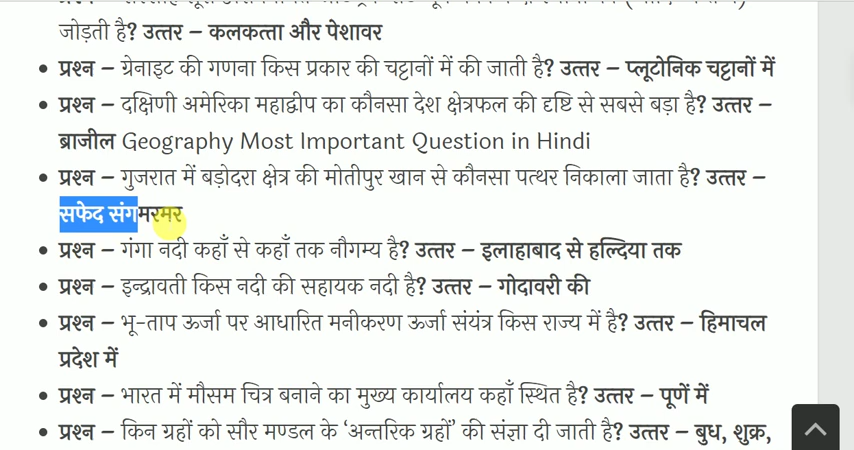 जोड़ती है? उत्तर – कलकत्ता और पेशावर
प्रश्न – ग्रेनाइट की गणना किस प्रकार की चट्टानों में की जाती है? उत्तर – प्लूटोनिक चट्टानों में
प्रश्न – दक्षिणी अमेरिका महाद्वीप का कौनसा देश क्षेत्रफल की दृष्टि से सबसे बड़ा है? उत्तर –
ब्राजील Geography Most Important Question in Hindi
प्रश्न – गुजरात में बड़ोदरा क्षेत्र की मोतीपुर खान से कौनसा पत्थर निकाला जाता है? उत्तर –
सफेद संगमरमर
प्रश्न – गंगा नदी कहाँ से कहाँ तक नौगम्य है? उत्तर – इलाहाबाद से हल्दिया तक
प्रश्न – इन्द्रावती किस नदी की सहायक नदी है? उत्तर – गोदावरी की
प्रश्न – भू-ताप ऊर्जा पर आधारित मनीकरण ऊर्जा संयंत्र किस राज्य में है? उत्तर – हिमाचल
प्रदेश में
प्रश्न – भारत में मौसम चित्र बनाने का मुख्य कार्यालय कहाँ स्थित है? उत्तर – पूणें में
प्रश्न – किन ग्रहों को सौर मण्डल के ‘अन्तरिक ग्रहों’ की संज्ञा दी जाती है? उत्तर – बुध, शुक्र,